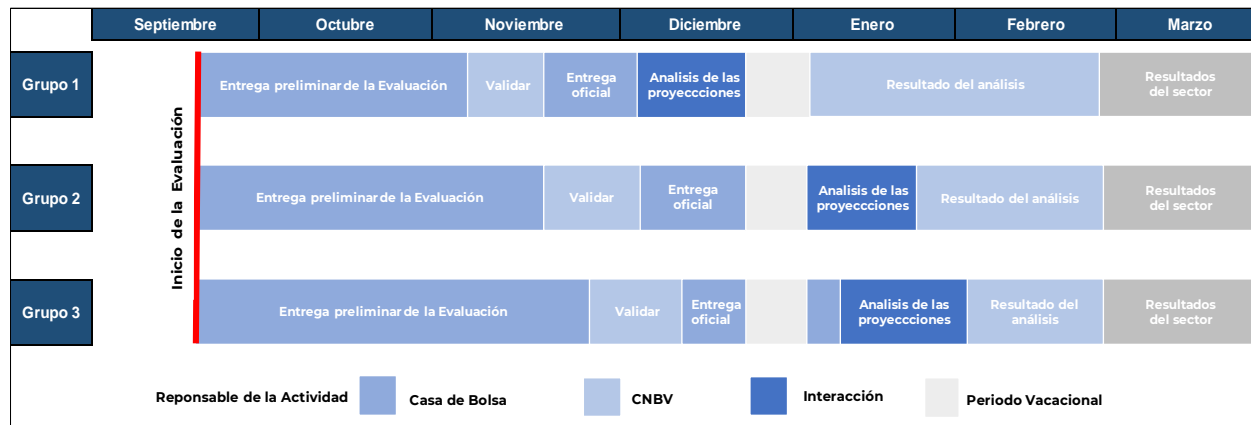 Septiembre
Octubre
Noviembre
Diciembre
Enero
Febrero
Marzo
Inicio de la Evaluación
Grupo 1
Entrega preliminar de la Evaluación
Validar
Entrega
oficial
Analisis de las
proyeccciones
Resultado del análisis
Resultados
del sector
Grupo 2
Entrega preliminar de la Evaluación
Validar
Entrega
oficial
Analisis de las
proyeccciones
Resultado del análisis
Resultados
del sector
Grupo 3
Entrega preliminar de la Evaluación
Validar
Entrega
oficial
Analisis de las
proyeccciones
Resultado del
análisis
Resultados
del sector
Reponsable de la Actividad
Casa de Bolsa
CNBV
Interacción
Periodo Vacacional